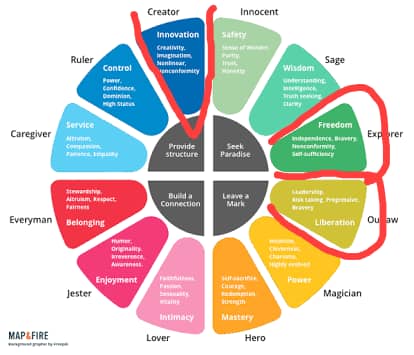 Creator
Innocent
Innovation
Creativity,
Imagination,
Nonlinear,
Nonconformity
Safety
Sense of Wonder,
Purity,
Trust,
Honesty
Ruler
Control
Power,
Confidence,
Dominion,
High Status
Sage
Wisdom
Understanding,
Intelligence,
Truth seeking,
Clarity
Caregiver
Service
Altruism,
Compassion,
Patience, Empathy
Explorer
Freedom
Independence, Bravery,
Nonconformity,
Self-sufficiency
Provide
structure
Seek
Paradise
Build a
Connection
Leave a
Mark
Everyman
Stewardship,
Altruism, Respect,
Fairness
Belonging
Outlaw
Leadership,
Risk taking, Progressive,
Bravery
Liberation
Jester
Humor,
Originality,
Irreverence,
Awareness.
Enjoyment
Magician
Intuition,
Cleverness,
Charisma,
Highly evolved
Power
Lover
Faithfulness,
Passion,
Sensuality,
Vitality
Intimacy
Hero
Self-sacrifice,
Courage,
Redemption,
Strength
Mastery
MAP&FIRE
Background graphic by Freepik